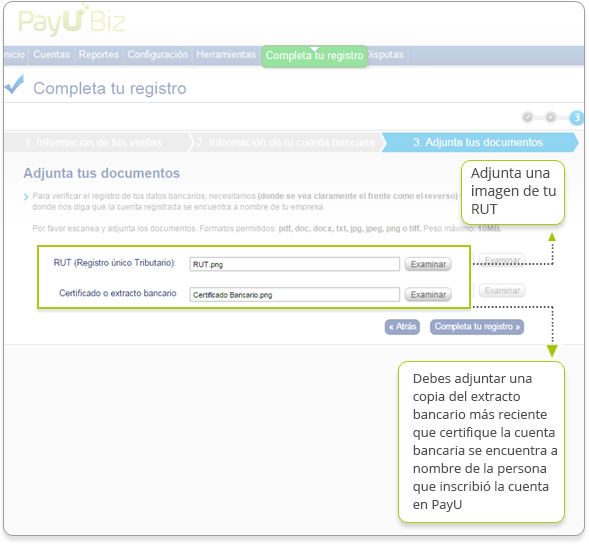 PayU Biz
nicio Cuentas Reportes Configuración Herramientas Completa tu registro Disputas
Completa tu registro
3
1. Información de tus ventas 2. Información de tu cuenta bancaria 3. Adjunta tus documentos
Adjunta tus documentos
Para verificar el registro de tus datos bancarios, necesitamos (donde se vea claramente el frente como el reverso)
donde nos diga que la cuenta registrada se encuentra a nombre de tu empresa.
Por favor escanea y adjunta los documentos. Formatos permitidos: pdf, doc, docx, txt, jpg, jpeg, png o tiff. Peso máximo: 10MB.
Adjunta una
imagen de tu
RUT
RUT (Registro único Tributario): RUT.png Examinar Examinar
Certificado o extracto bancario Certificado Bancario.png Examinar Examinar
« Atrás Completa tu registro »
Debes adjuntar una
copia del extracto
bancario más reciente
que certifique la cuenta
bancaria se encuentra a
nombre de la persona
que inscribió la cuenta
en PayU